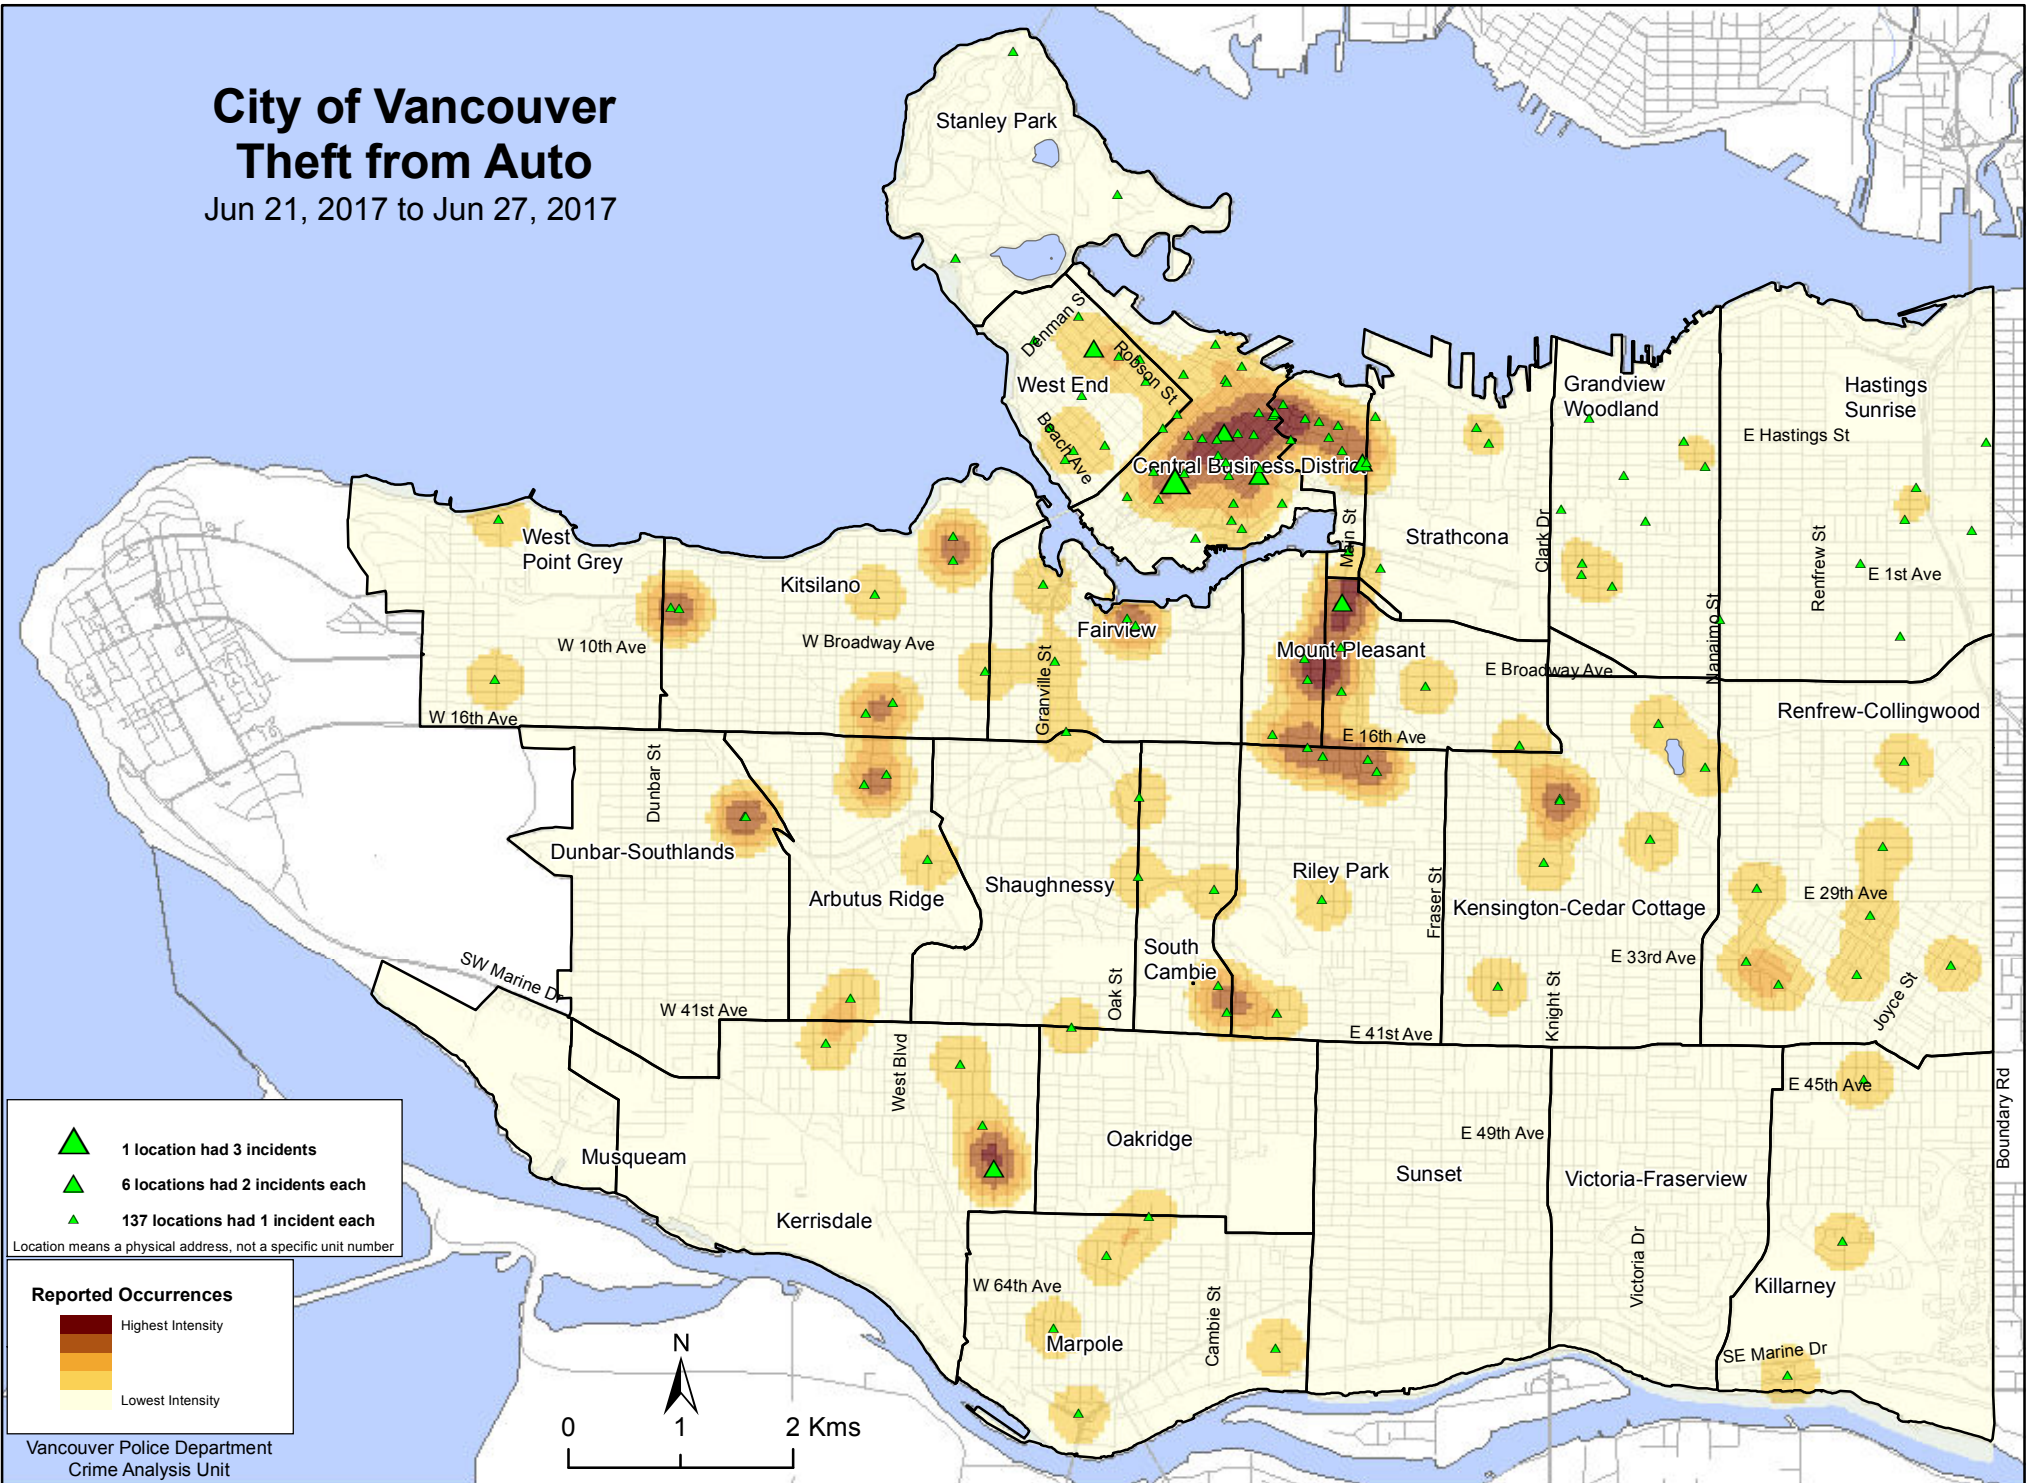 City of Vancouver
Theft from Auto
Jun 21, 2017 to Jun 27, 2017
Stanley Park
Denman S
Robson St
West End
Beach Ave
Central Business District
Grandview
Woodland
Hastings
Sunrise
E Hastings St
Main St
Strathcona
Clark Dr
Renfrew St
E 1st Ave
Nanaimo St
West
Point Grey
Kitsilano
W 10th Ave
W Broadway Ave
Fairview
Granville St
Mount Pleasant
E Broadway Ave
W 16th Ave
E 16th Ave
Renfrew-Collingwood
Dunbar St
Dunbar-Southlands
Arbutus Ridge
Shaughnessy
Riley Park
Fraser St
Kensington-Cedar Cottage
E 29th Ave
South
Cambie
E 33rd Ave
SW Marine Dr
W 41st Ave
Oak St
Knight St
Joyce St
E 41st Ave
West Blvd
E 45th Ave
Boundary Rd
E 49th Ave
Musqueam
Oakridge
Sunset
Victoria-Fraserview
Kerrisdale
W 64th Ave
Cambie St
Victoria Dr
Killarney
Marpole
SE Marine Dr
1 location had 3 incidents
6 locations had 2 incidents each
137 locations had 1 incident each
Location means a physical address, not a specific unit number
Reported Occurrences
Highest Intensity
Lowest Intensity
Vancouver Police Department
Crime Analysis Unit
N
0 1 2 Kms